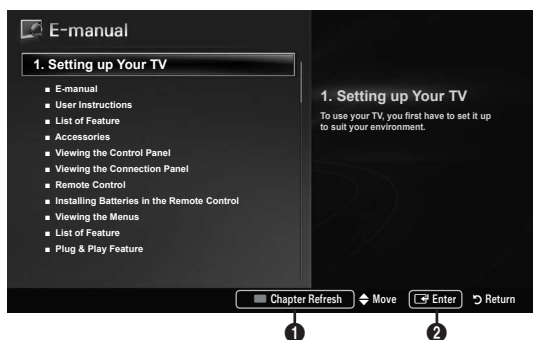 E-manual
1. Setting up Your TV
■ E-manual
■ User Instructions
■ List of Feature
■ Accessories
■ Viewing the Control Panel
■ Viewing the Connection Panel
■ Remote Control
■ Installing Batteries in the Remote Control
■ Viewing the Menus
■ List of Feature
■ Plug & Play Feature
1. Setting up Your TV
To use your TV, you first have to set it up
to suit your environment.
Chapter Refresh Move Enter Return
1 2